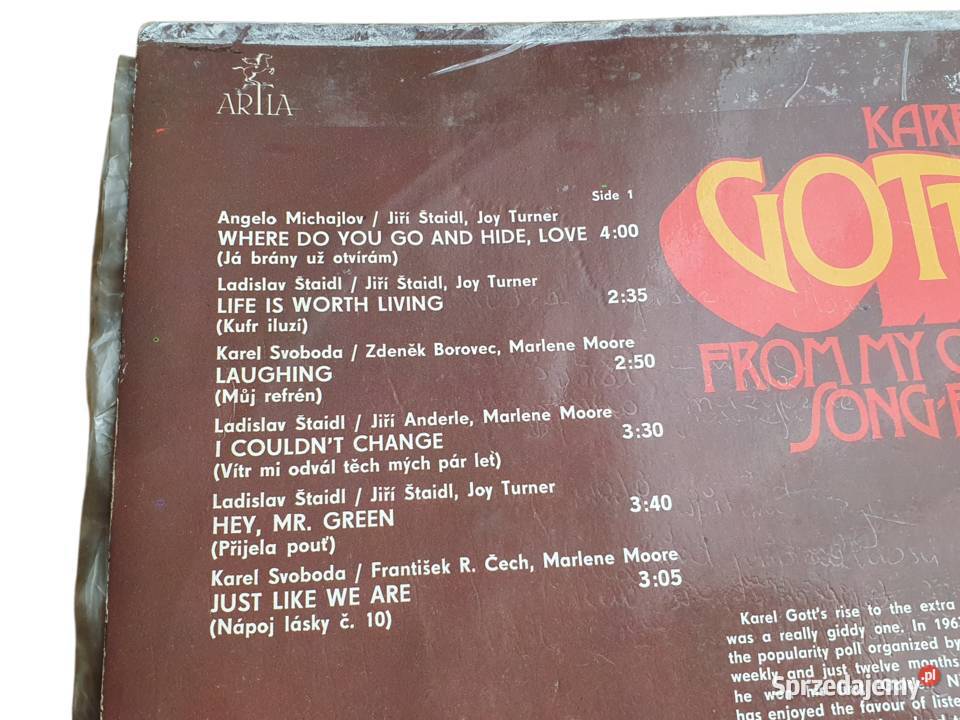 ARTIA
KAREL
GOTT
FROM MY
SONG-
Side 1
Angelo Michajlov / Jiří Štaidl, Joy Turner
WHERE DO YOU GO AND HIDE, LOVE 4:00
(Já brány už otvírám)
Ladislav Štaidl / Jiří Štaidl, Joy Turner
LIFE IS WORTH LIVING 2:35
(Kufr iluzí)
Karel Svoboda / Zdeněk Borovec, Marlene Moore
LAUGHING 2:50
(Můj refrén)
Ladislav Štaidl / Jiří Anderle, Marlene Moore
I COULDN'T CHANGE 3:30
(Vítr mi odvál těch mých pár leť)
Ladislav Štaidl / Jiří Štaidl, Joy Turner
HEY, MR. GREEN 3:40
(Přijela pouť)
Karel Svoboda / František R. Čech, Marlene Moore
JUST LIKE WE ARE 3:05
(Nápoj lásky č. 10)
Karel Gott's rise to the extra
was a really giddy one. In 196
the popularity poll organized by
weekly and just twelve months
he
has enjoyed the favour of
Sprzedajemy.pl